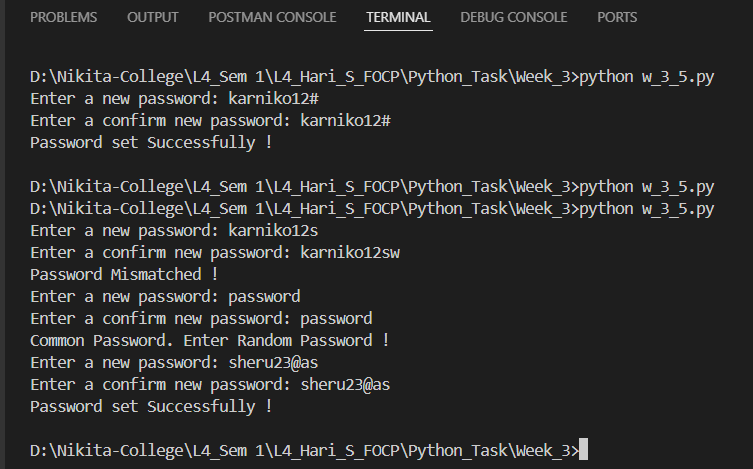 PROBLEMS OUTPUT POSTMAN CONSOLE TERMINAL DEBUG CONSOLE PORTS
D:\Nikita-College\L4_Sem 1\L4_Hari_S_FOCP\Python_Task\Week_3>python w_3_5.py
Enter a new password: karniko12#
Enter a confirm new password: karniko12#
Password set Successfully !
D:\Nikita-College\L4_Sem 1\L4_Hari_S_FOCP\Python_Task\Week_3>python w_3_5.py
D:\Nikita-College\L4_Sem 1\L4_Hari_S_FOCP\Python_Task\Week_3>python w_3_5.py
Enter a new password: karniko12s
Enter a confirm new password: karniko12sw
Password Mismatched !
Enter a new password: password
Enter a confirm new password: password
Common Password. Enter Random Password !
Enter a new password: sheru23@as
Enter a confirm new password: sheru23@as
Password set Successfully !
D:\Nikita-College\L4_Sem 1\L4_Hari_S_FOCP\Python_Task\Week_3>